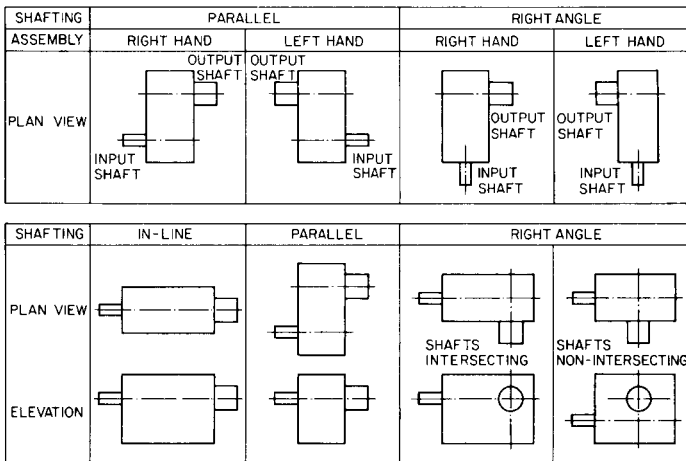 SHAFTING PARALLEL RIGHT ANGLE
ASSEMBLY RIGHT HAND LEFT HAND RIGHT HAND LEFT HAND
PLAN VIEW
OUTPUT
SHAFT
INPUT
SHAFT
OUTPUT
SHAFT
INPUT
SHAFT
OUTPUT
SHAFT
INPUT
SHAFT
OUTPUT
SHAFT
INPUT
SHAFT
SHAFTING IN-LINE PARALLEL RIGHT ANGLE
PLAN VIEW
SHAFTS
INTERSECTING
SHAFTS
NON-INTERSECTING
ELEVATION